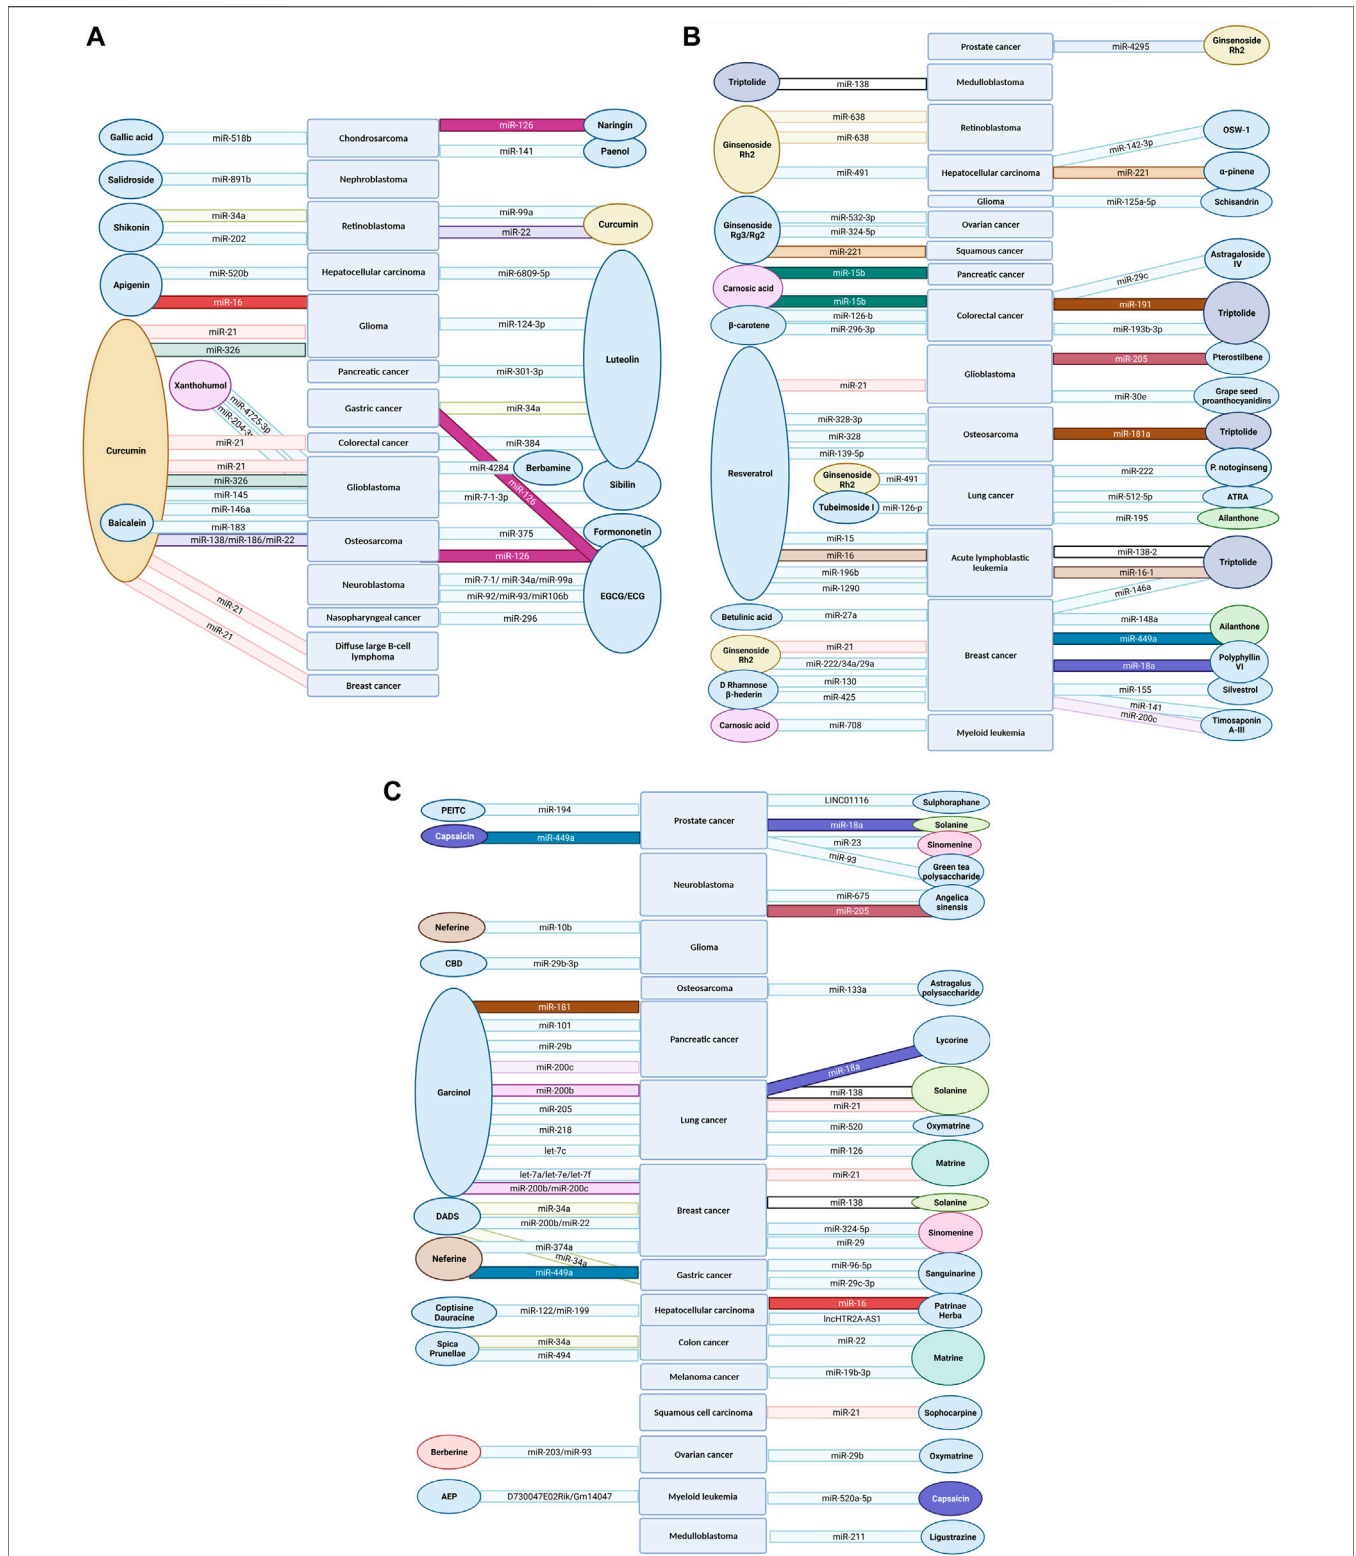 A
Gallic acid
miR-518b
Chondrosarcoma
miR-126
Naringin
miR-141
Paenol
Salidroside
miR-891b
Nephroblastoma
Shikonin
miR-34a
miR-202
Retinoblastoma
miR-99a
miR-22
Curcumin
Apigenin
miR-520b
Hepatocellular carcinoma
miR-6809-5p
miR-16
Glioma
miR-124-3p
Luteolin
miR-21
miR-326
Xanthohumol
miR-4725-3p
Pancreatic cancer
miR-301-3p
Gastric cancer
miR-34a
miR-126
Curcumin
miR-21
Colorectal cancer
miR-384
miR-21
miR-326
miR-145
miR-146a
Glioblastoma
miR-4284
Berbamine
miR-7-1-3p
Sibilin
Baicalein
miR-183
miR-138/miR-186/miR-22
Osteosarcoma
miR-375
Formononetin
miR-126
Neuroblastoma
miR-7-1/ miR-34a/miR-99a
miR-92/miR-93/miR106b
EGCG/ECG
Nasopharyngeal cancer
miR-296
miR-21
Diffuse large B-cell
lymphoma
miR-21
Breast cancer
B
Prostate cancer
miR-4295
Ginsenoside
Rh2
Triptolide
miR-138
Medulloblastoma
Ginsenoside
Rh2
miR-638
miR-638
Retinoblastoma
miR-491
Hepatocellular carcinoma
miR-142-3p
OSW-1
miR-221
α-pinene
Glioma
miR-125a-5p
Schisandrin
Ginsenoside
Rg3/Rg2
miR-532-3p
miR-324-5p
Ovarian cancer
miR-221
Squamous cancer
Carnosic acid
miR-15b
Pancreatic cancer
miR-29c
Astragaloside
IV
miR-15b
β-carotene
miR-126-b
miR-296-3p
Colorectal cancer
miR-191
miR-193b-3p
Triptolide
Resveratrol
miR-21
Glioblastoma
miR-205
Pterostilbene
miR-30e
Grape seed
proanthocyanidins
miR-328-3p
miR-328
miR-139-5p
Osteosarcoma
miR-181a
Triptolide
Ginsenoside
Rh2
miR-491
Tubeimoside I
miR-126-p
Lung cancer
miR-222
P. notoginseng
miR-512-5p
ATRA
miR-195
Ailanthone
miR-15
miR-16
miR-196b
miR-1290
Acute lymphoblastic
leukemia
miR-138-2
miR-16-1
miR-146a
Triptolide
Betulinic acid
miR-27a
Ginsenoside
Rh2
miR-21
miR-222/34a/29a
D Rhamnose
β-hederin
miR-130
miR-425
Breast cancer
miR-148a
miR-449a
Ailanthone
miR-18a
Polyphyllin
VI
miR-155
Silvestrol
miR-141
miR-200c
Timosaponin
A-III
Carnosic acid
miR-708
Myeloid leukemia
C
PEITC
miR-194
Capsaicin
miR-449a
Prostate cancer
LINC01116
Sulphoraphane
miR-18a
Solanine
miR-23
Sinomenine
miR-93
Green tea
polysaccharide
Neuroblastoma
miR-675
miR-205
Angelica
sinensis
Neferine
miR-10b
Glioma
CBD
miR-29b-3p
Osteosarcoma
miR-133a
Astragalus
polysaccharide
Garcinol
miR-181
miR-101
miR-29b
miR-200c
Pancreatic cancer
miR-200b
miR-205
miR-218
let-7c
Lung cancer
miR-18a
Lycorine
miR-138
miR-21
Solanine
miR-520
Oxymatrine
miR-126
miR-21
Matrine
let-7a/let-7e/let-7f
miR-200b/miR-200c
DADS
miR-34a
miR-200b/miR-22
Breast cancer
miR-138
Solanine
miR-324-5p
miR-29
Sinomenine
Neferine
miR-374a
miR-34a
miR-449a
Gastric cancer
miR-96-5p
miR-29c-3p
Sanguinarine
Coptisine
Dauracine
miR-122/miR-199
Hepatocellular carcinoma
miR-16
lncHTR2A-AS1
Patrinae
Herba
Spica
Prunellae
miR-34a
miR-494
Colon cancer
miR-22
Matrine
Melanoma cancer
miR-19b-3p
Squamous cell carcinoma
miR-21
Sophocarpine
Berberine
miR-203/miR-93
Ovarian cancer
miR-29b
Oxymatrine
AEP
D730047E02Rik/Gm14047
Myeloid leukemia
miR-520a-5p
Capsaicin
Medulloblastoma
miR-211
Ligustrazine